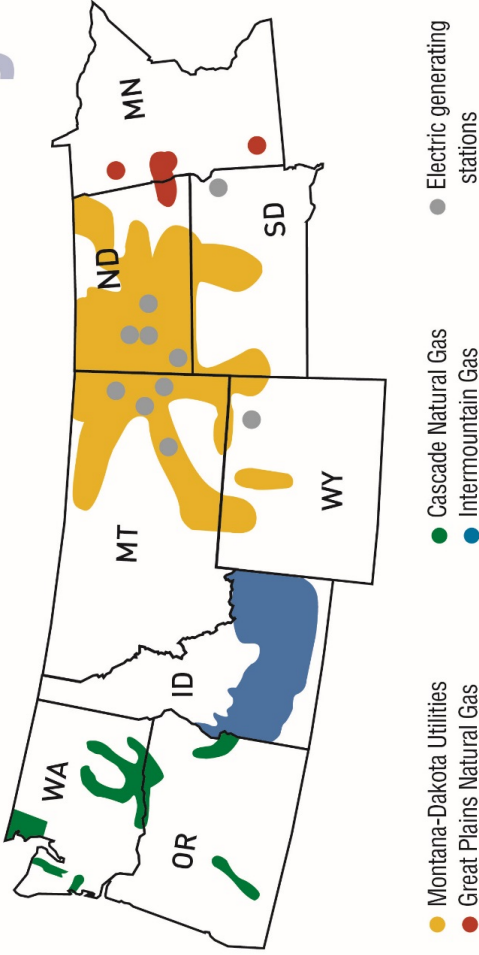 WA
OR
ID
MT
WY
ND
SD
MN
Montana-Dakota Utilities
Great Plains Natural Gas
Cascade Natural Gas
Intermountain Gas
Electric generating
stations